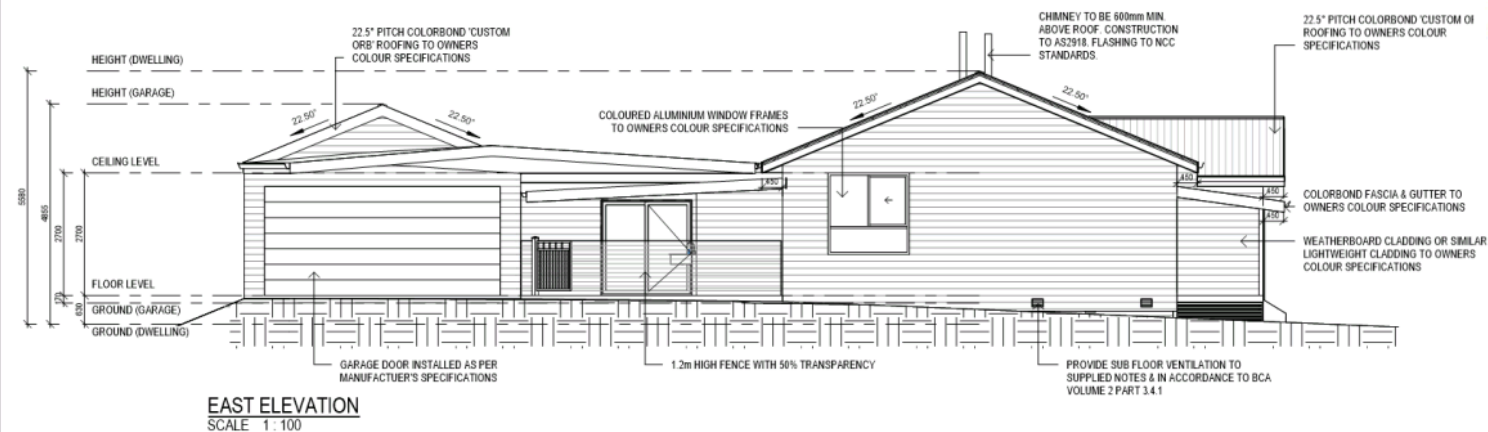 22.5° PITCH COLORBOND 'CUSTOM
ORB' ROOFING TO OWNERS
COLOUR SPECIFICATIONS
CHIMNEY TO BE 600mm MIN.
ABOVE ROOF. CONSTRUCTION
TO AS2918. FLASHING TO NCC
STANDARDS.
22.5° PITCH COLORBOND 'CUSTOM OR
ROOFING TO OWNERS COLOUR
SPECIFICATIONS
HEIGHT (DWELLING)
HEIGHT (GARAGE)
22.50°
22.50°
COLOURED ALUMINIUM WINDOW FRAMES
TO OWNERS COLOUR SPECIFICATIONS
22.50°
22.50°
CEILING LEVEL
450
450
450
450
COLORBOND FASCIA & GUTTER TO
OWNERS COLOUR SPECIFICATIONS
WEATHERBOARD CLADDING OR SIMILAR
LIGHTWEIGHT CLADDING TO OWNERS
COLOUR SPECIFICATIONS
5580
4855
2700
2700
170
630
FLOOR LEVEL
GROUND (GARAGE)
GROUND (DWELLING)
GARAGE DOOR INSTALLED AS PER
MANUFACTUER'S SPECIFICATIONS
1.2m HIGH FENCE WITH 50% TRANSPARENCY
PROVIDE SUB FLOOR VENTILATION TO
SUPPLIED NOTES & IN ACCORDANCE TO BCA
VOLUME 2 PART 3.4.1
EAST ELEVATION
SCALE 1 : 100